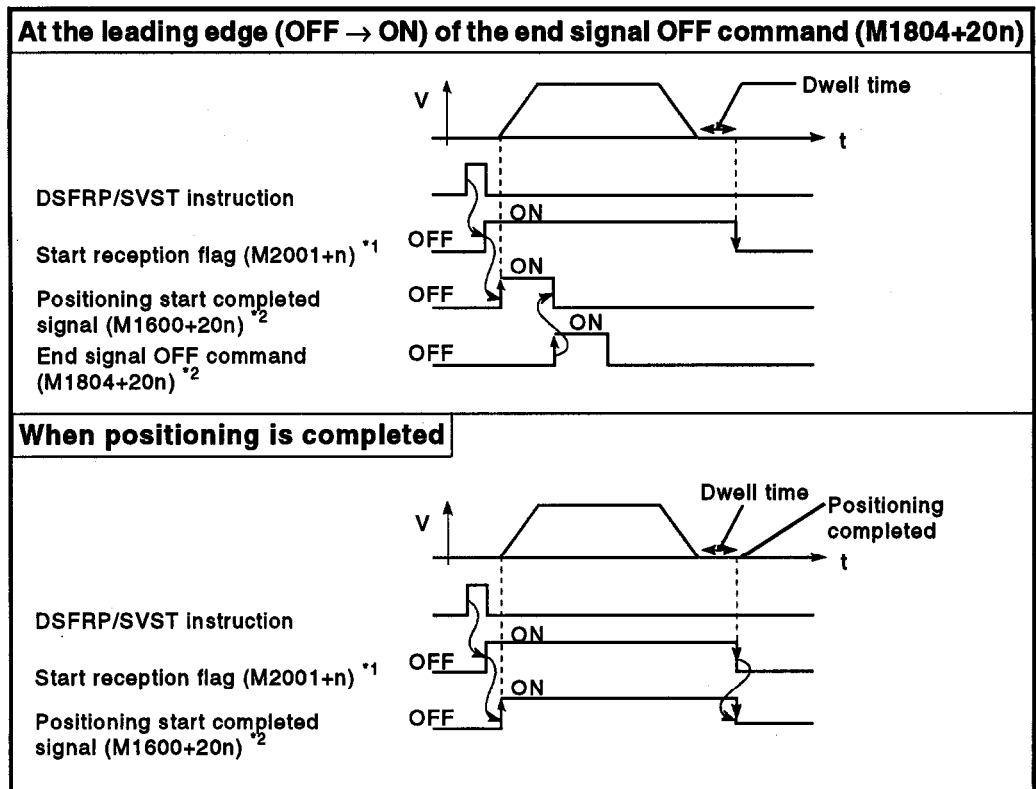 At the leading edge (OFF → ON) of the end signal OFF command (M1804+20n)
Dwell time
V
t
DSFRP/SVST instruction
ON
OFF
Start reception flag (M2001+n) *1
ON
OFF
Positioning start completed
signal (M1600+20n) *2
ON
End signal OFF command
OFF
(M1804+20n) *2
When positioning is completed
Dwell time
Positioning
completed
V
t
DSFRP/SVST instruction
ON
OFF
Start reception flag (M2001+n) *1
ON
OFF
Positioning start completed
signal (M1600+20n) *2